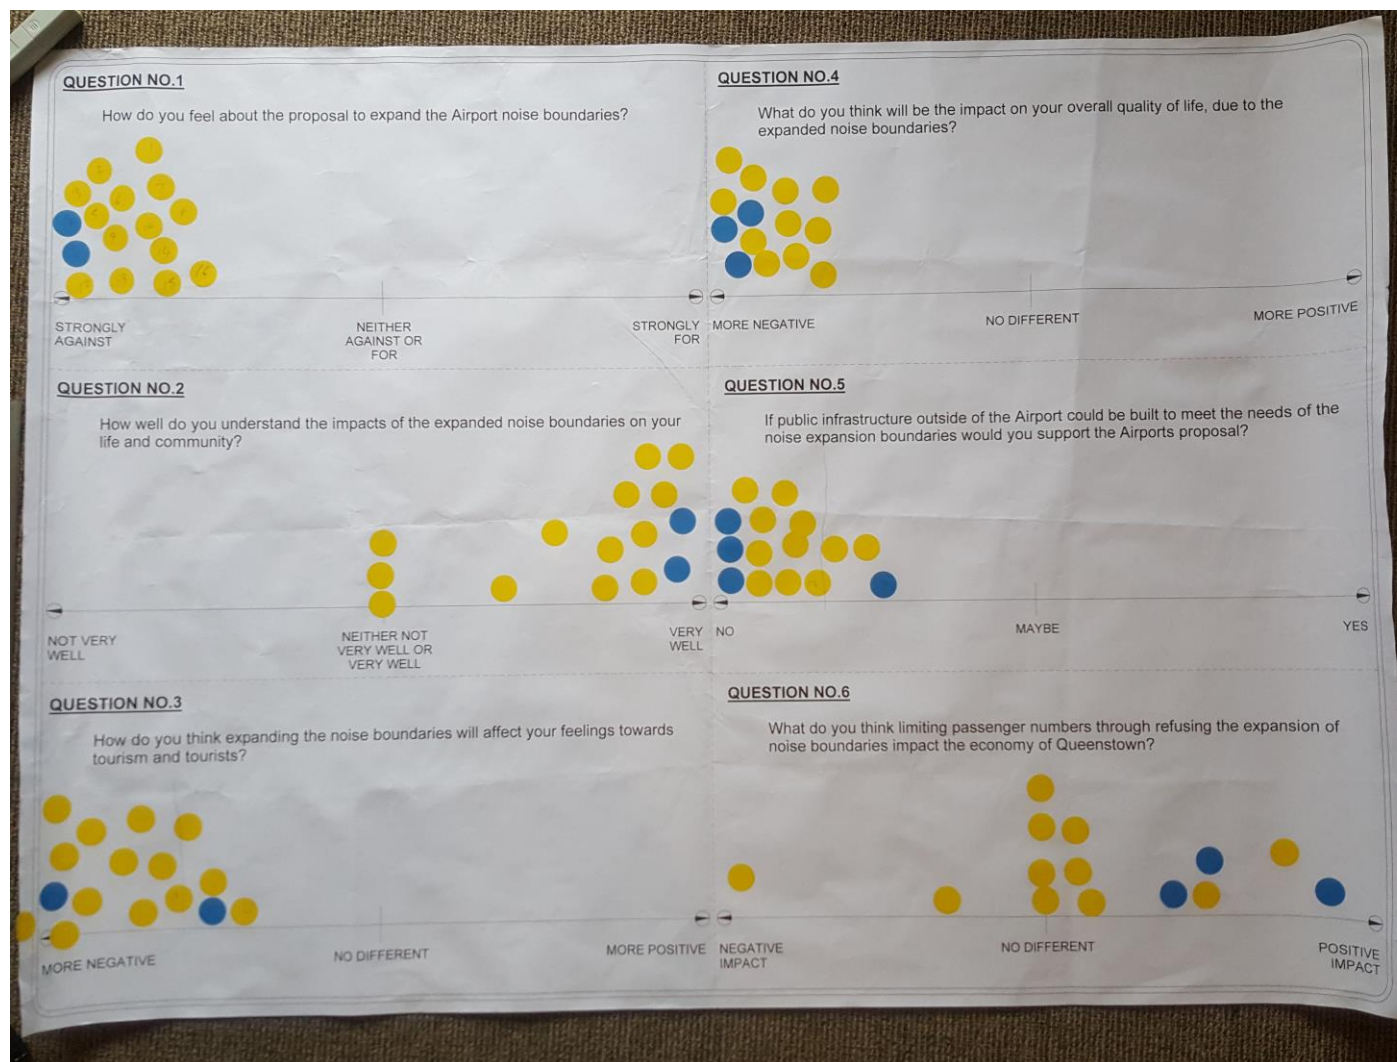 QUESTION NO.1
How do you feel about the proposal to expand the Airport noise boundaries?
STRONGLY
AGAINST
NEITHER
AGAINST OR
FOR
STRONGLY
FOR
QUESTION NO.2
How well do you understand the impacts of the expanded noise boundaries on your
life and community?
NOT VERY
WELL
NEITHER NOT
VERY WELL OR
VERY WELL
VERY
WELL
QUESTION NO.3
How do you think expanding the noise boundaries will affect your feelings towards
tourism and tourists?
MORE NEGATIVE
NO DIFFERENT
MORE POSITIVE
QUESTION NO.4
What do you think will be the impact on your overall quality of life, due to the
expanded noise boundaries?
MORE NEGATIVE
NO DIFFERENT
MORE POSITIVE
QUESTION NO.5
If public infrastructure outside of the Airport could be built to meet the needs of the
noise expansion boundaries would you support the Airports proposal?
NO
MAYBE
YES
QUESTION NO.6
What do you think limiting passenger numbers through refusing the expansion of
noise boundaries impact the economy of Queenstown?
NEGATIVE
IMPACT
NO DIFFERENT
POSITIVE
IMPACT